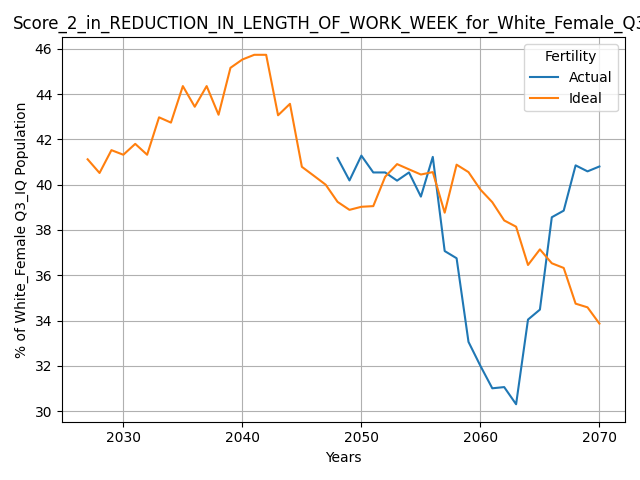 Score_2_in_REDUCTION_IN_LENGTH_OF_WORK_WEEK_for_White_Female_Q3
Fertility
Actual
Ideal
% of White_Female Q3_IQ Population
46
44
42
40
38
36
34
32
30
2030
2040
2050
2060
2070
Years